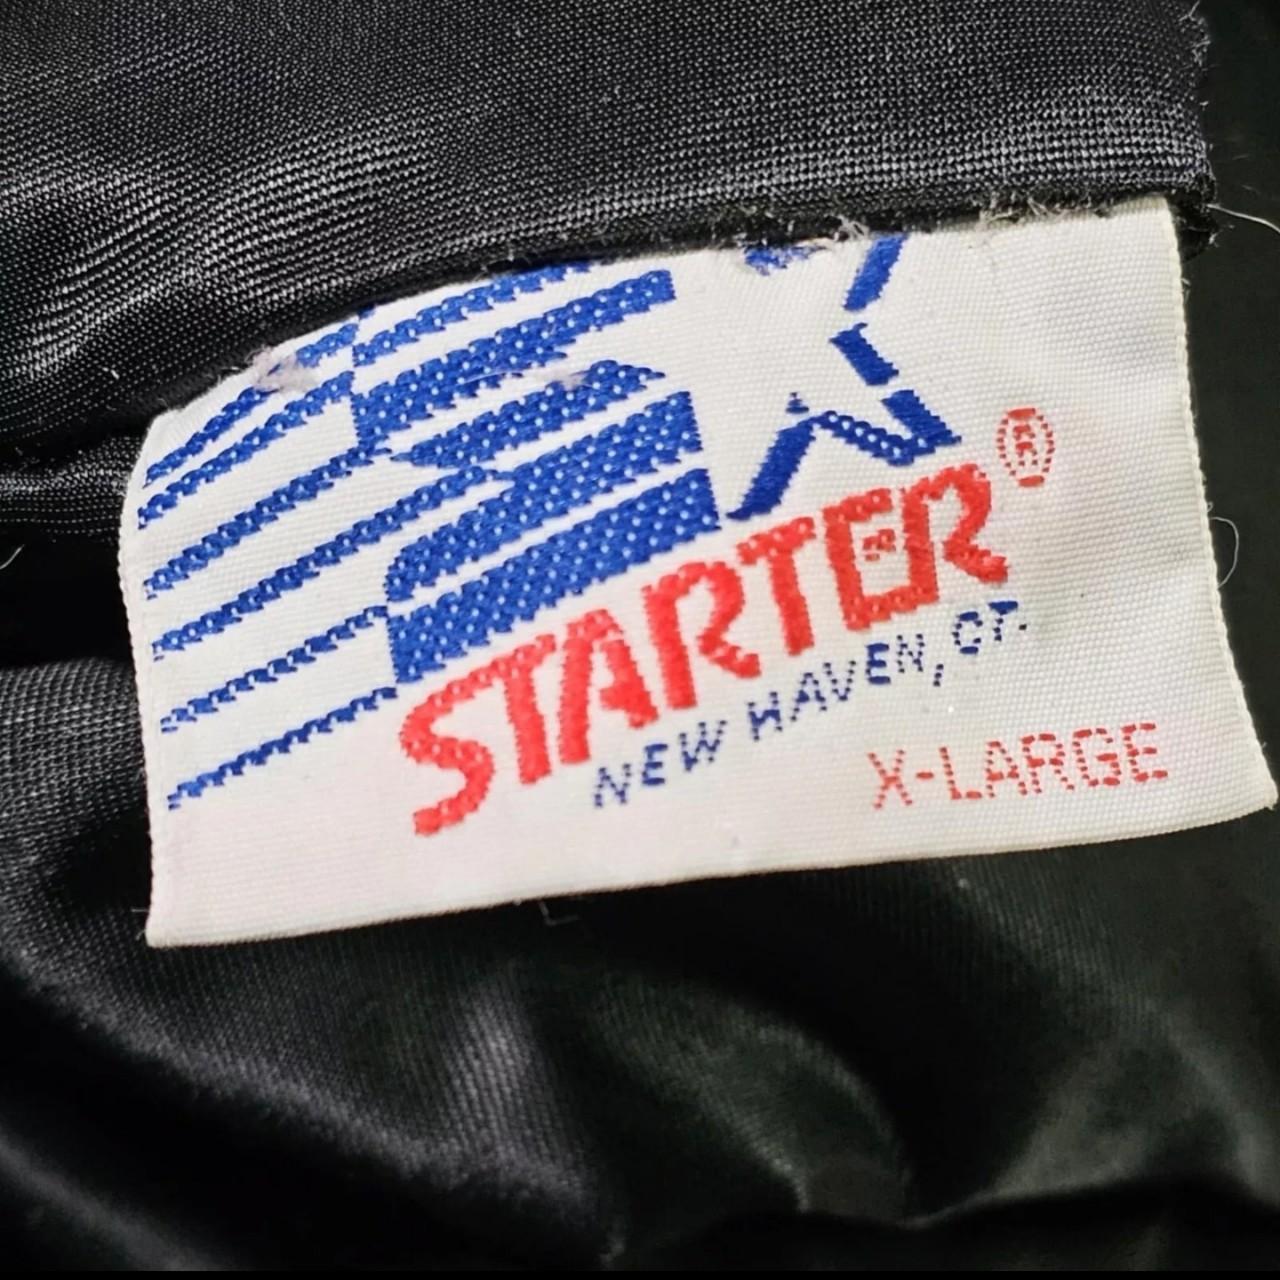 STARTER®
NEW HAVEN, CT.
X-LARGE